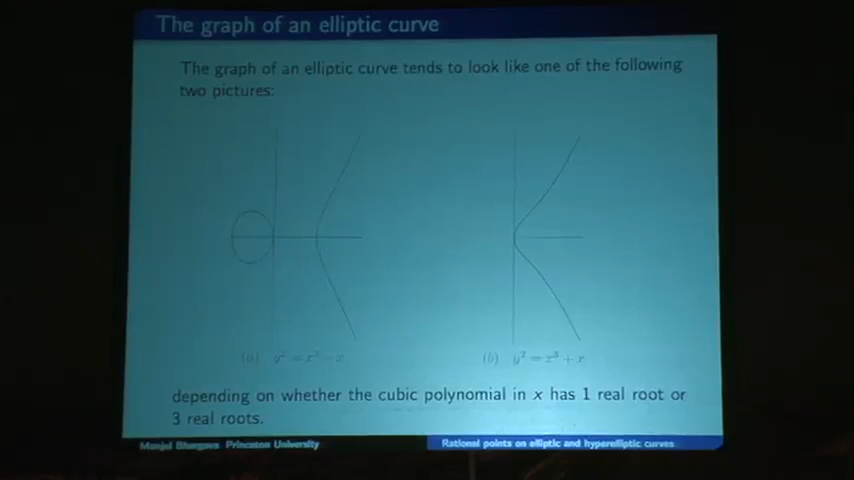 The graph of an elliptic curve
The graph of an elliptic curve tends to look like one of the following
two pictures:
(a) y² = x³ − x
(b) y² = x³ + x
depending on whether the cubic polynomial in x has 1 real root or
3 real roots.
Manjul Bhargava Princeton University
Rational points on elliptic and hyperelliptic curves